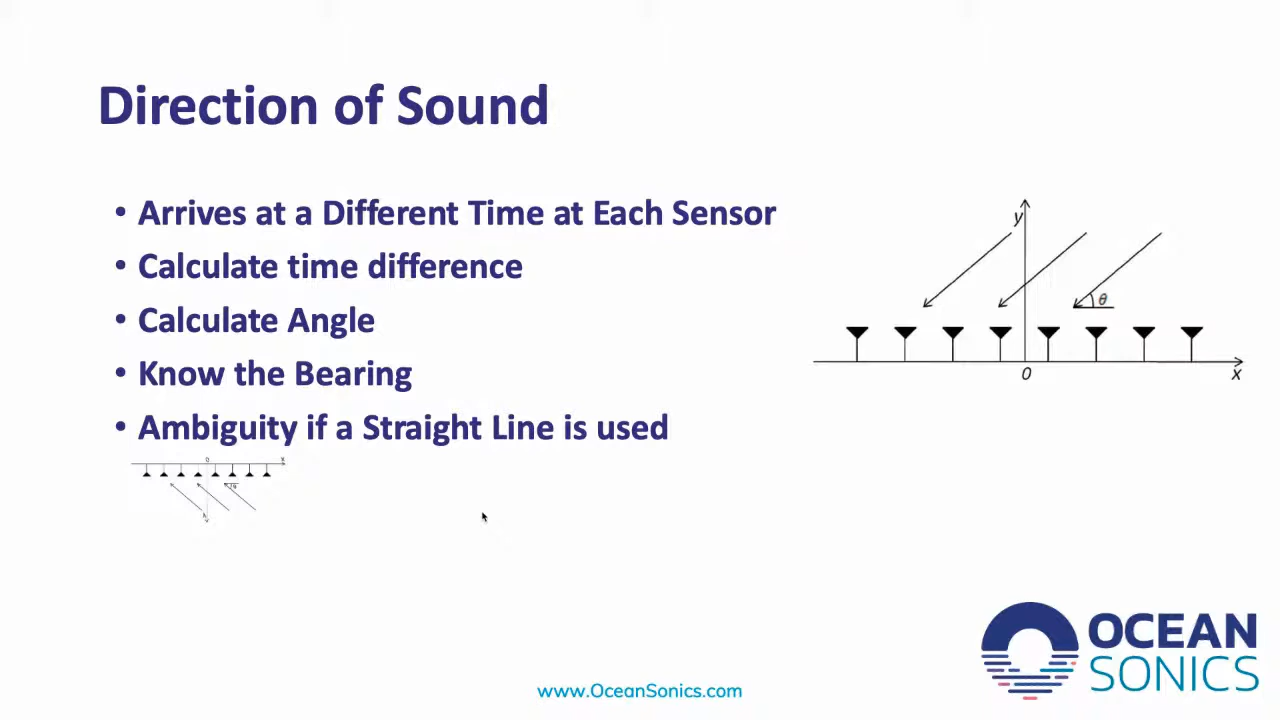 Direction of Sound
• Arrives at a Different Time at Each Sensor
• Calculate time difference
• Calculate Angle
• Know the Bearing
• Ambiguity if a Straight Line is used
y
θ
0
x
0
x
OCEAN
SONICS
www.OceanSonics.com